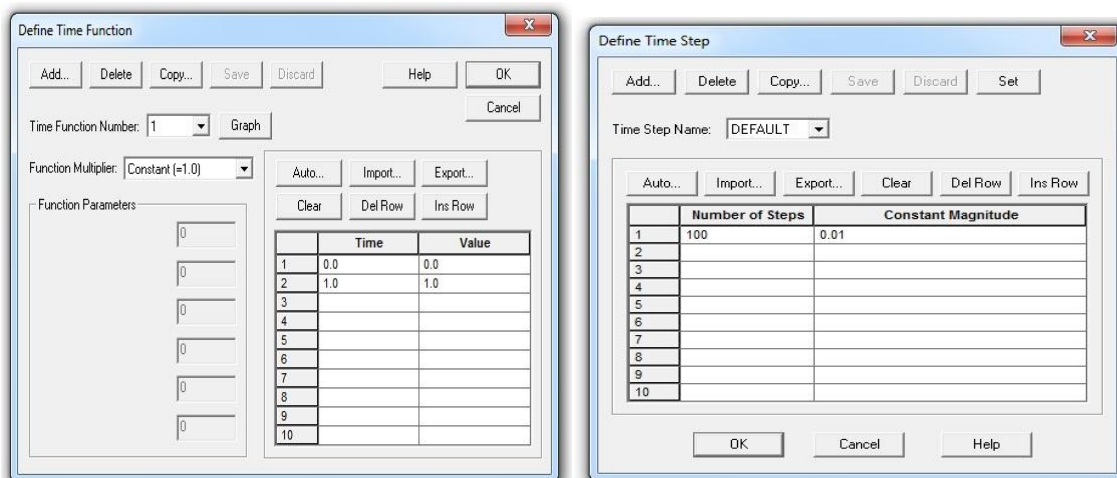 Define Time Function
Add... Delete Copy... Save Discard Help OK
Cancel
Time Function Number: 1 Graph
Function Multiplier: Constant (=1.0)
Function Parameters
0
0
0
0
0
0
Auto... Import... Export...
Clear Del Row Ins Row
Time Value
1 0.0 0.0
2 1.0 1.0
3
4
5
6
7
8
9
10
Define Time Step
Add... Delete Copy... Save Discard Set
Time Step Name: DEFAULT
Auto... Import... Export... Clear Del Row Ins Row
Number of Steps Constant Magnitude
1 100 0.01
2
3
4
5
6
7
8
9
10
OK Cancel Help